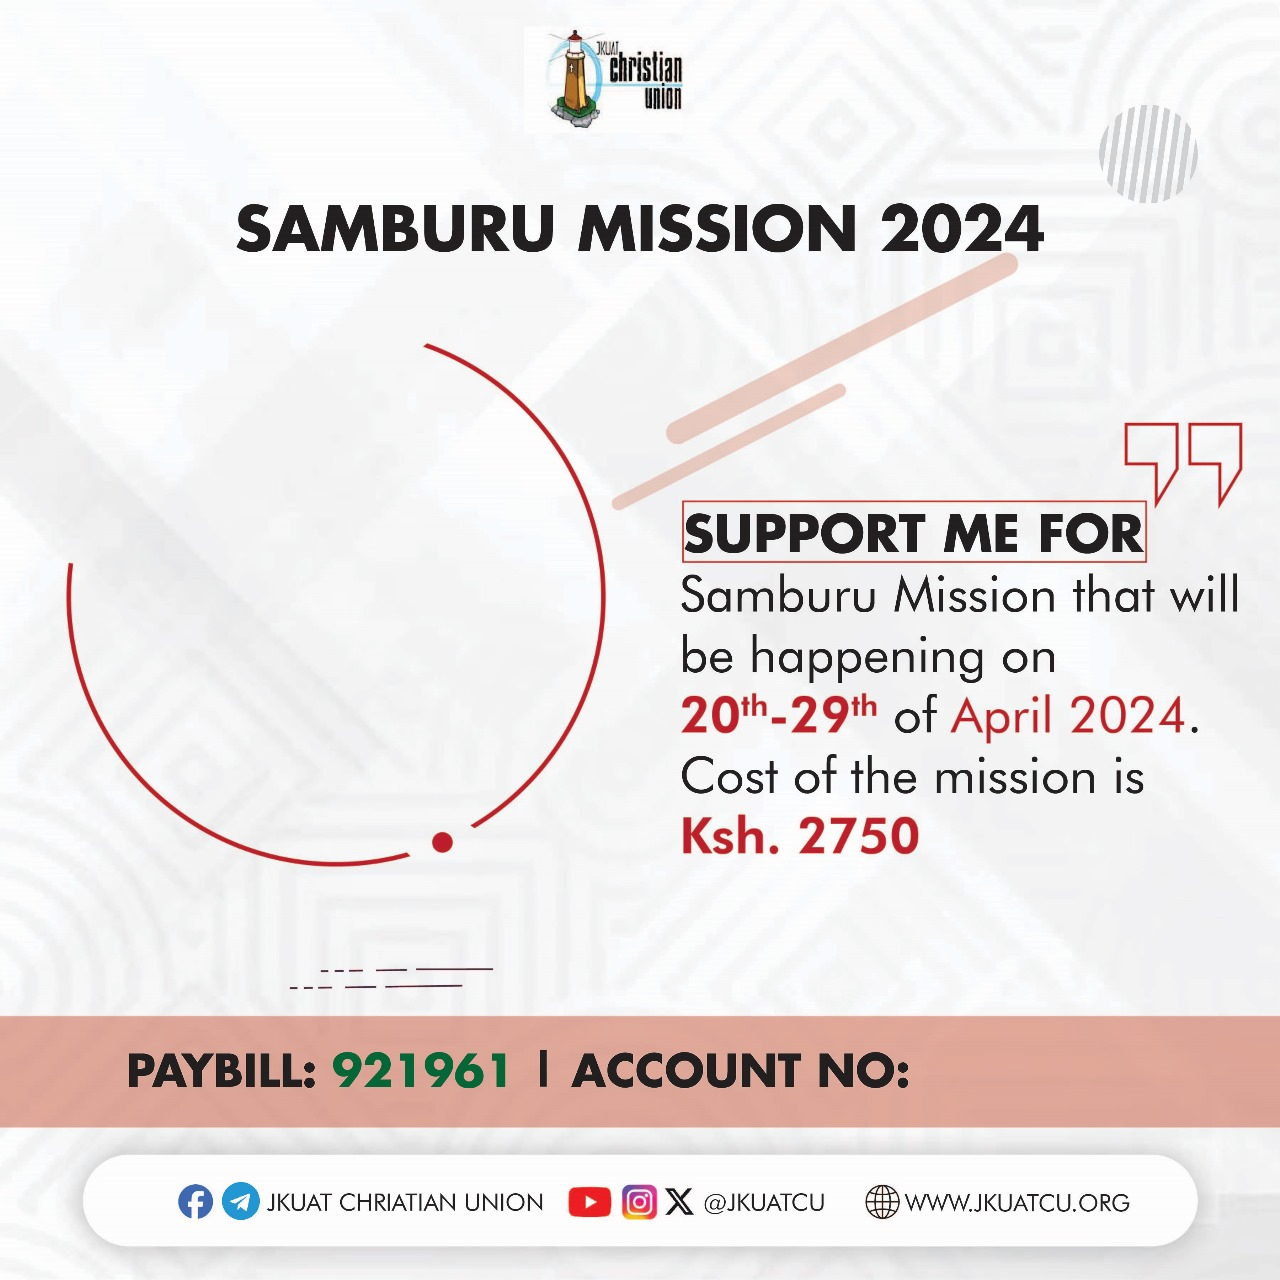 JKUAT
christian
union
SAMBURU MISSION 2024
SUPPORT ME FOR
Samburu Mission that will
be happening on
20th-29th of April 2024.
Cost of the mission is
Ksh. 2750
PAYBILL: 921961 | ACCOUNT NO:
JKUAT CHRIATIAN UNION @JKUATCU WWW.JKUATCU.ORG